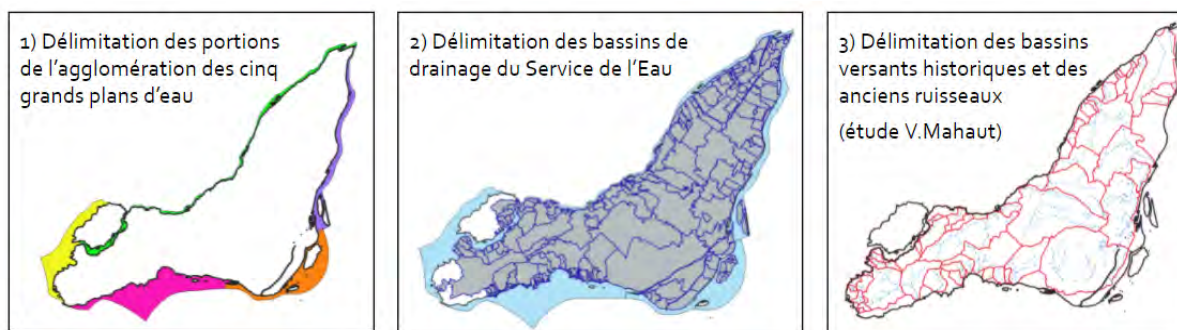 1) Délimitation des portions
de l’agglomération des cinq
grands plans d’eau
2) Délimitation des bassins de
drainage du Service de l’Eau
3) Délimitation des bassins
versants historiques et des
anciens ruisseaux
(étude V.Mahaut)